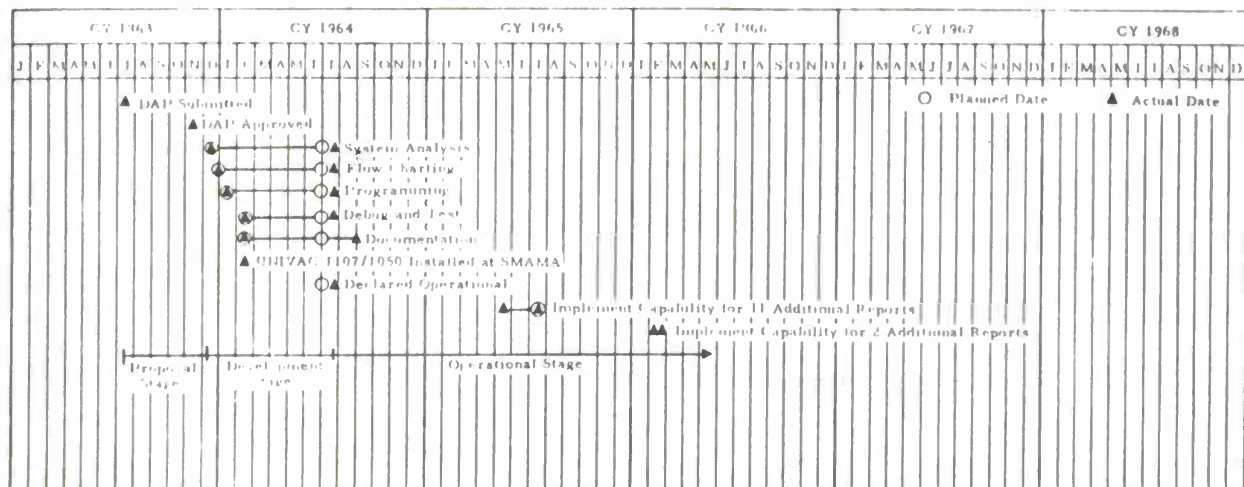 CY 1963 CY 1964 CY 1965 CY 1966 CY 1967 CY 1968
J F M A M J J A S O N D J F M A M J J A S O N D J F M A M J J A S O N D J F M A M J J A S O N D J F M A M J J A S O N D J F M A M J J A S O N D
DAP Submitted
Planned Date
Actual Date
DAP Approved
System Analysis
Flow Charting
Programming
Debug and Test
Documentation
UNIVAC 1107/1050 Installed at SMAMA
Declared Operational
Implement Capability for 11 Additional Reports
Implement Capability for 2 Additional Reports
Proposal Development Operational Stage
Stage Stage